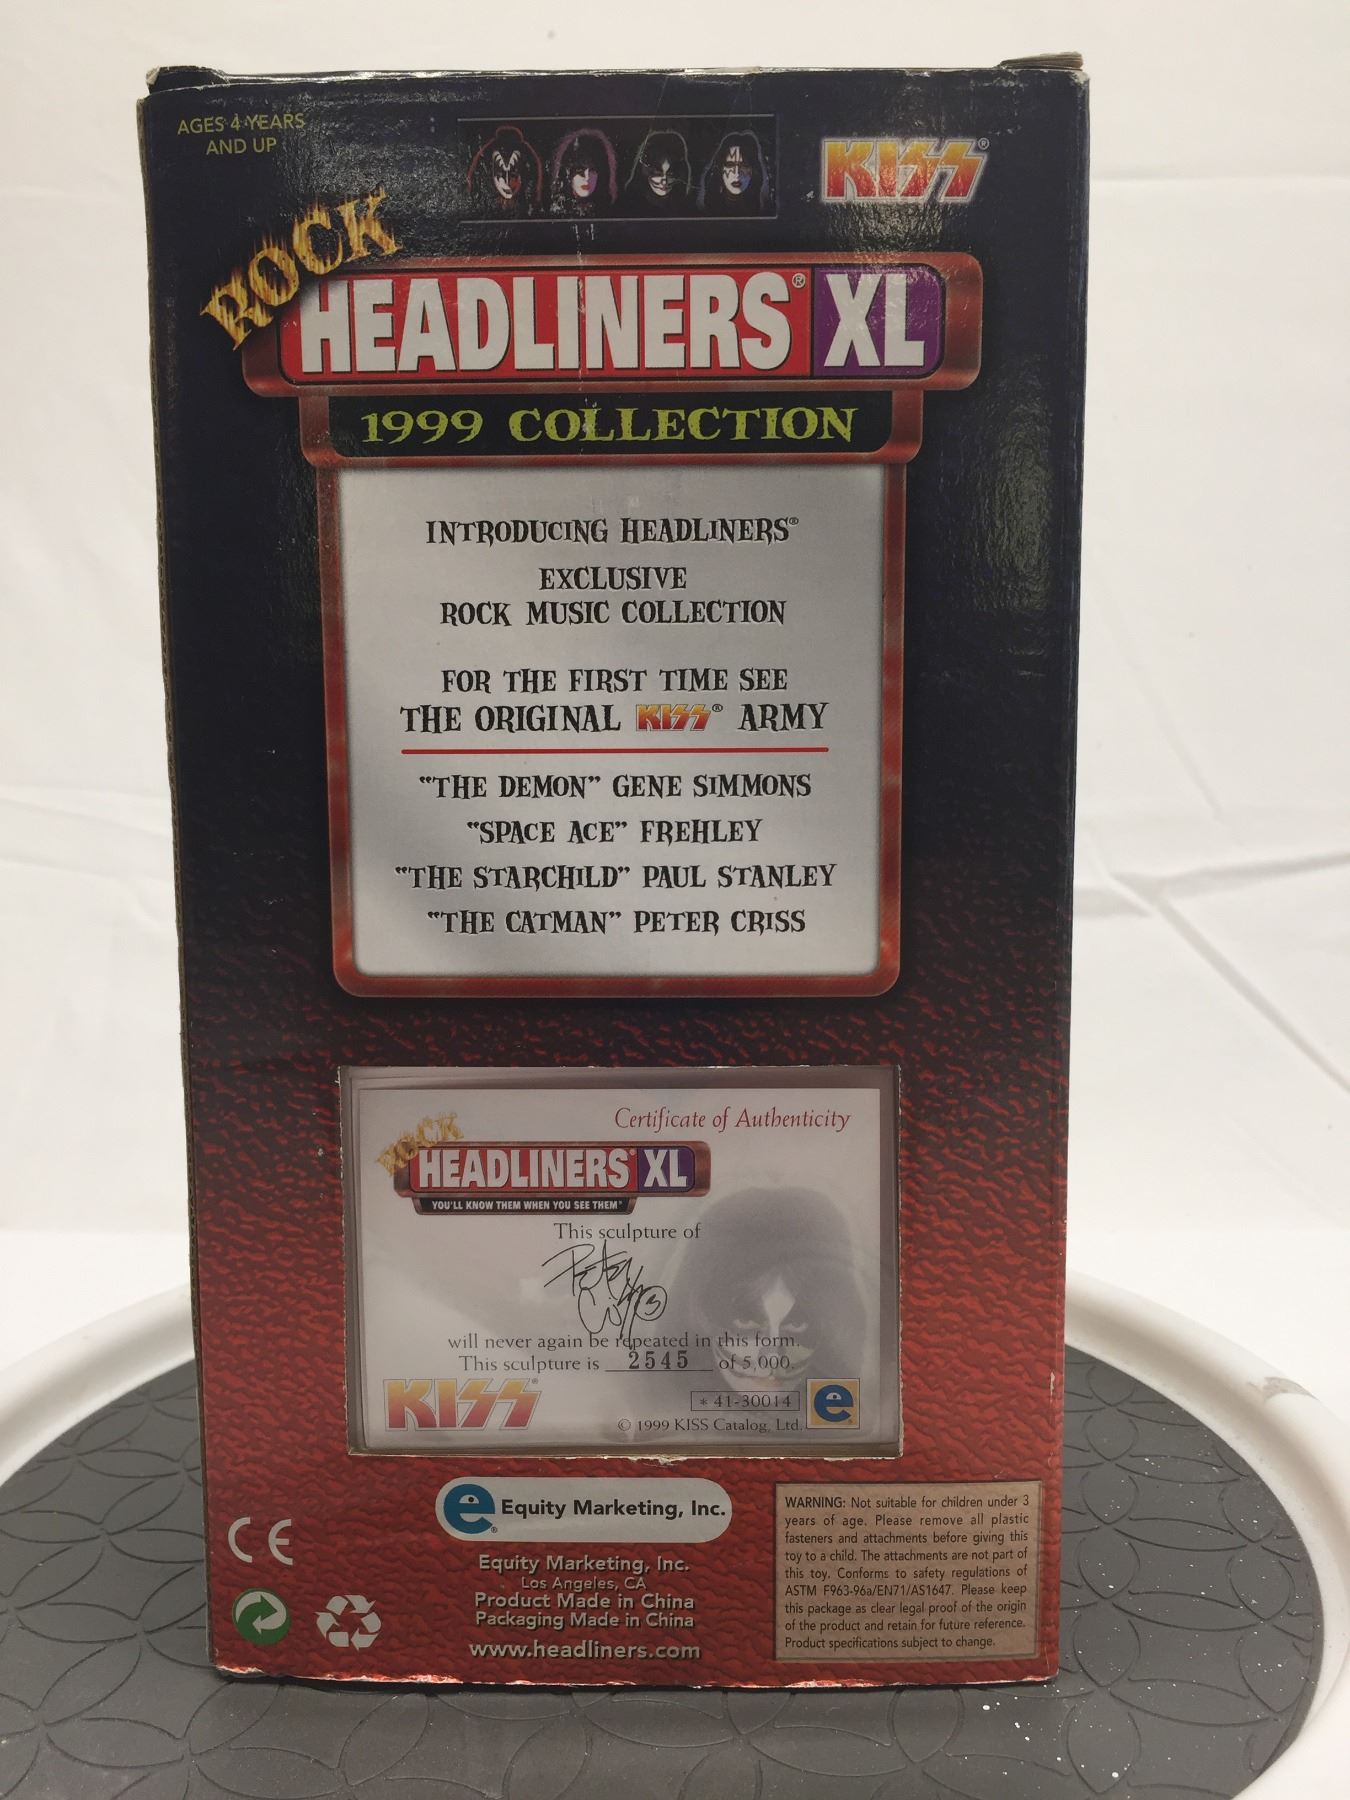 AGES 4 YEARS
AND UP
KISS®
ROCK
HEADLINERS® XL
1999 COLLECTION
INTRODUCING HEADLINERS®
EXCLUSIVE
ROCK MUSIC COLLECTION
FOR THE FIRST TIME SEE
THE ORIGINAL KISS® ARMY
"THE DEMON" GENE SIMMONS
"SPACE ACE" FREHLEY
"THE STARCHILD" PAUL STANLEY
"THE CATMAN" PETER CRISS
Certificate of Authenticity
ROCK
HEADLINERS® XL
YOU'LL KNOW THEM WHEN YOU SEE THEM™
This sculpture of
Peter Criss
will never again be repeated in this form.
This sculpture is 2545 of 5,000.
KISS®
* 41-30014
© 1999 KISS Catalog, Ltd.
e
e® Equity Marketing, Inc.
CE
Equity Marketing, Inc.
Los Angeles, CA
Product Made in China
Packaging Made in China
www.headliners.com
WARNING: Not suitable for children under 3
years of age. Please remove all plastic
fasteners and attachments before giving this
toy to a child. The attachments are not part of
this toy. Conforms to safety regulations of
ASTM F963-96a/EN71/AS1647. Please keep
this package as clear legal proof of the origin
of the product and retain for future reference.
Product specifications subject to change.